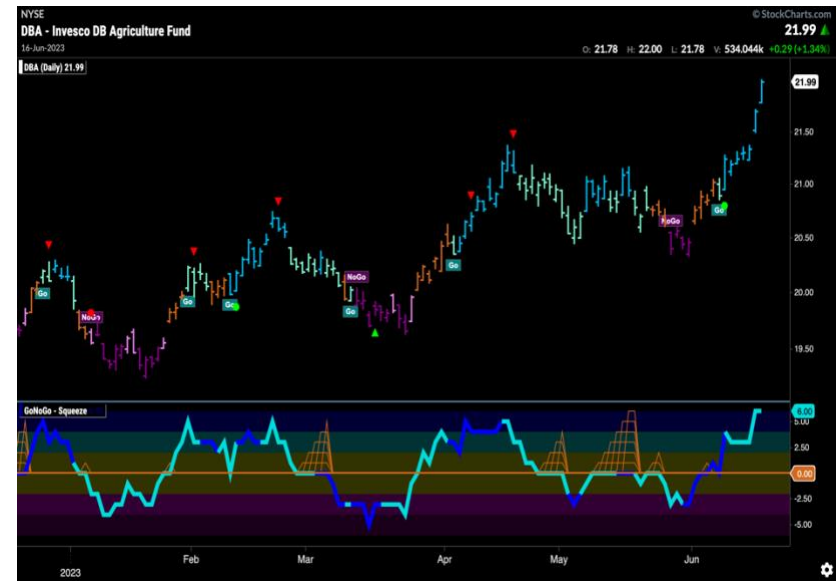 NYSE
© StockCharts.com
DBA - Invesco DB Agriculture Fund
21.99
16-Jun-2023
O: 21.78 H: 22.00 L: 21.78 V: 534.044k +0.29 (+1.34%)
DBA (Daily) 21.99
21.99
21.50
21.00
20.50
20.00
19.50
Go
NoGo
Go
Go
NoGo
Go
Go
NoGo
Go
GoNoGo - Squeeze
6.00
5.00
2.50
0.00
-2.50
-5.00
Feb Mar Apr May Jun
2023